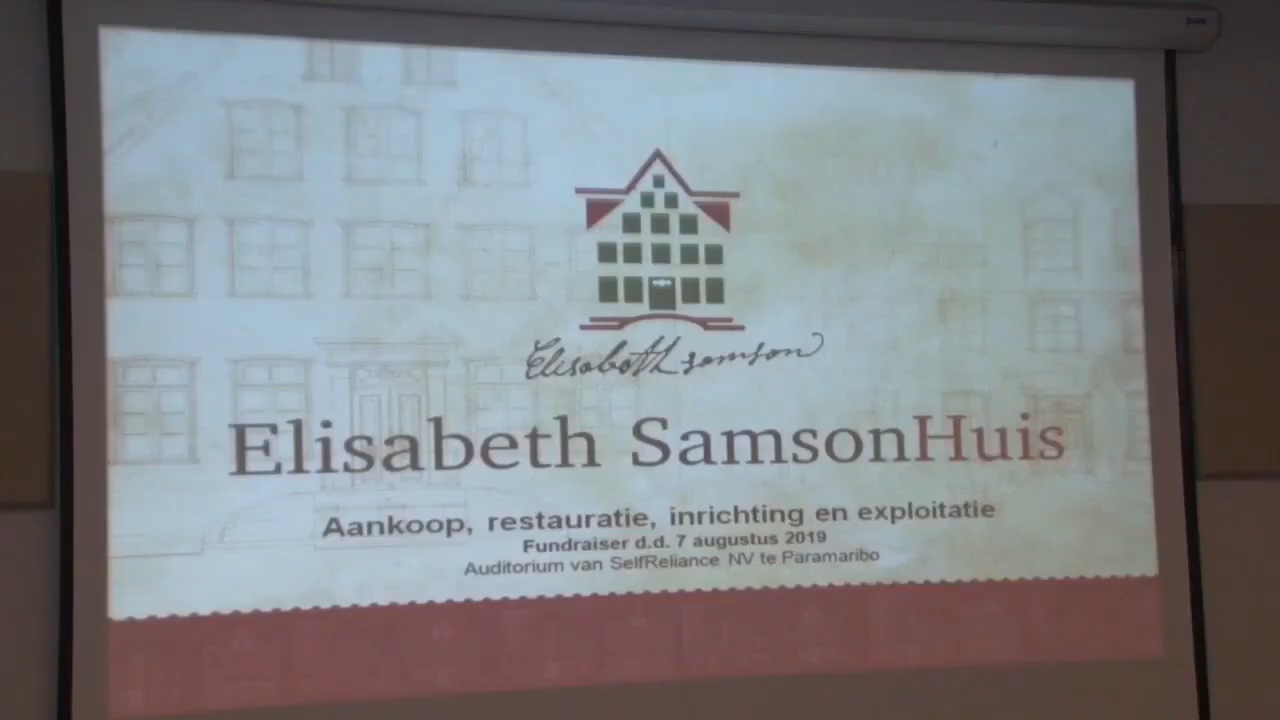 Elisabeth Samson
Elisabeth SamsonHuis
Aankoop, restauratie, inrichting en exploitatie
Fundraiser d.d. 7 augustus 2019
Auditorium van SelfReliance NV te Paramaribo